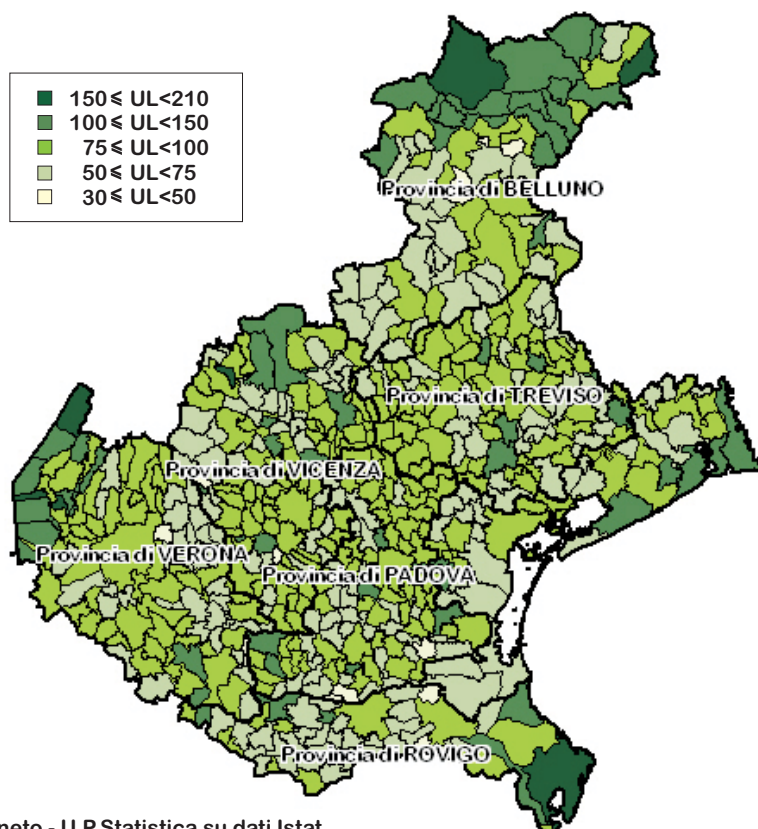 150 ≤ UL<210
100 ≤ UL<150
75 ≤ UL<100
50 ≤ UL<75
30 ≤ UL<50
Provincia di BELLUNO
Provincia di TREVISO
Provincia di VICENZA
Provincia di VERONA
Provincia di PADOVA
Provincia di ROVIGO
neto - U.P. Statistica su dati Istat